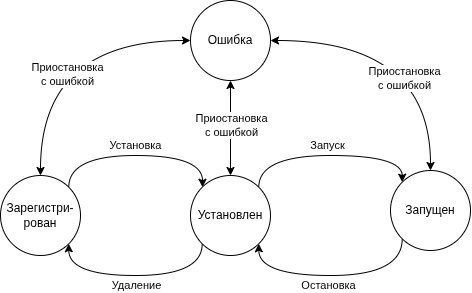 Ошибка
Приостановка
с ошибкой
Приостановка
с ошибкой
Приостановка
с ошибкой
Установка
Запуск
Зарегистри-
рован
Установлен
Запущен
Удаление
Остановка